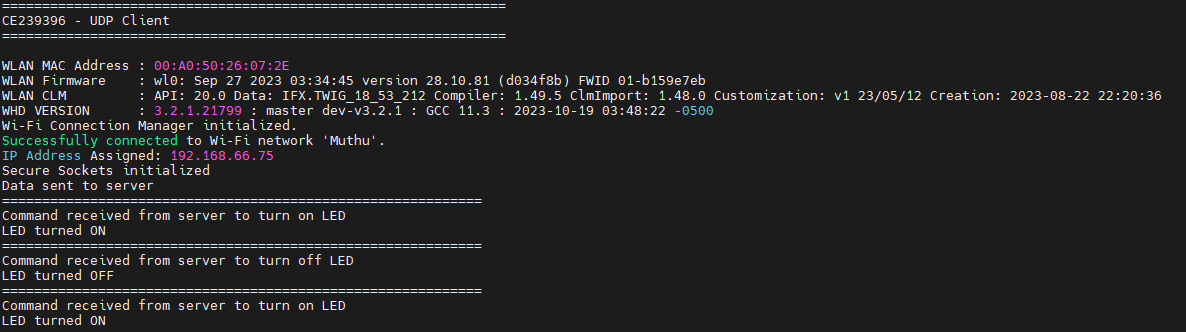 ===============================================================
CE239396 - UDP Client
===============================================================
WLAN MAC Address : 00:A0:50:26:07:2E
WLAN Firmware    : wl0: Sep 27 2023 03:34:45 version 28.10.81 (d034f8b) FWID 01-b159e7eb
WLAN CLM         : API: 20.0 Data: IFX.TWIG_18_53_212 Compiler: 1.49.5 ClmImport: 1.48.0 Customization: v1 23/05/12 Creation: 2023-08-22 22:20:36
WHD VERSION      : 3.2.1.21799 : master dev-v3.2.1 : GCC 11.3 : 2023-10-19 03:48:22 -0500
Wi-Fi Connection Manager initialized.
Successfully connected to Wi-Fi network 'Muthu'.
IP Address Assigned: 192.168.66.75
Secure Sockets initialized
Data sent to server
============================================================
Command received from server to turn on LED
LED turned ON
============================================================
Command received from server to turn off LED
LED turned OFF
============================================================
Command received from server to turn on LED
LED turned ON